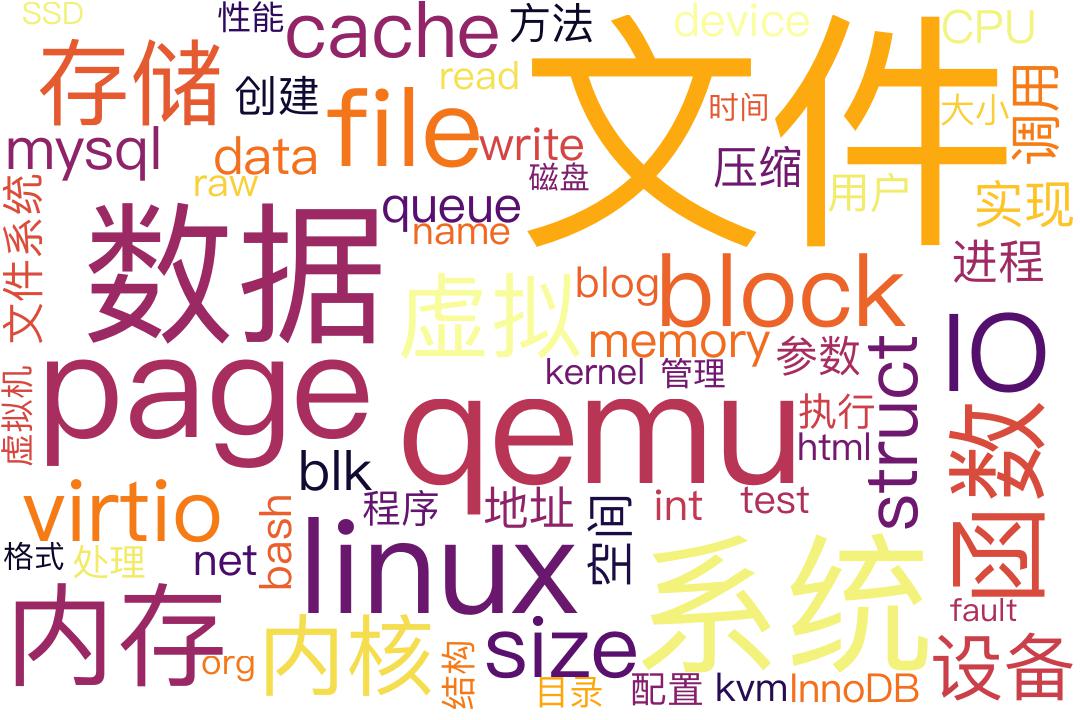 SSD
性能
cache
方法
device
CPU
存储
创建
read
文件
时间
大小
调用
mysql
data
file
write
磁盘
压缩
用户
实现
raw
文件系统
queue
name
数据
虚拟
blog
block
进程
memory
参数
IO
kernel
管理
struct
虚拟机
page
qemu
执行
html
函数
virtio
bash
blk
程序
地址
int
test
空间
格式
处理
net
linux
系统
fault
内存
org
内核
结构
size
目录
配置
kvm
InnoDB
设备